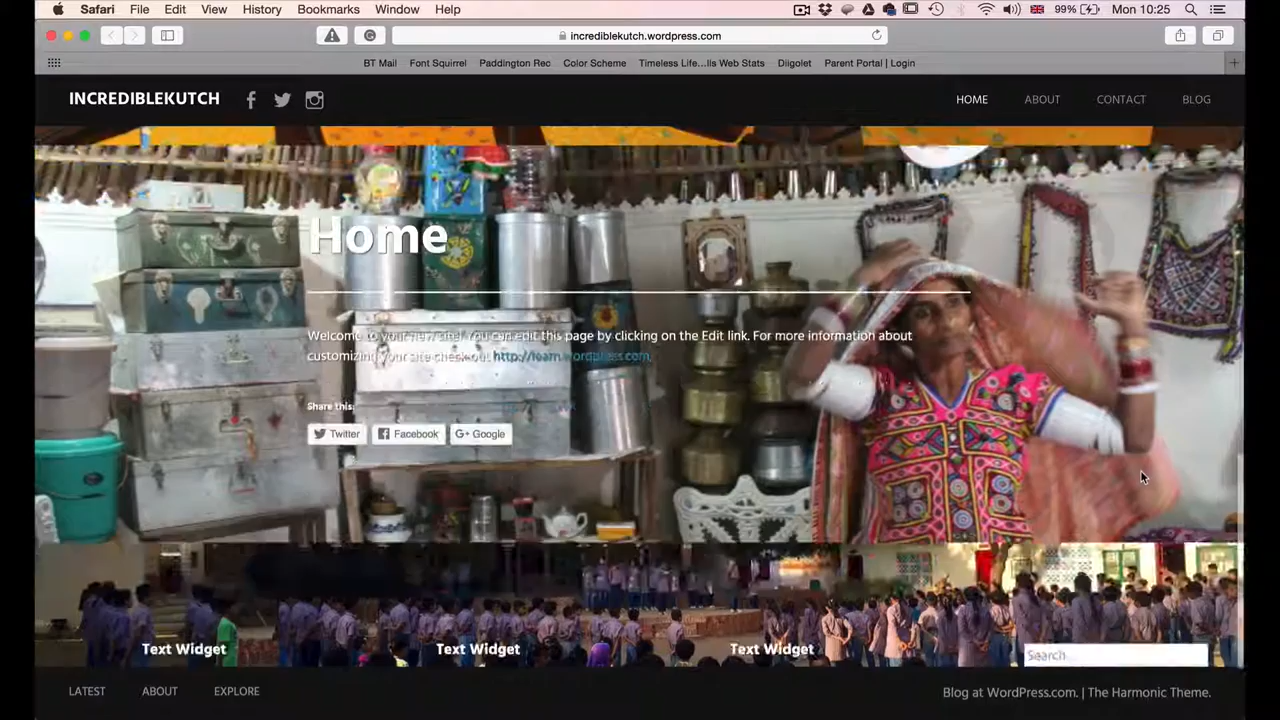 Safari File Edit View History Bookmarks Window Help 99% Mon 10:25
incrediblekutch.wordpress.com
BT Mail Font Squirrel Paddington Rec Color Scheme Timeless Life...lls Web Stats Diigolet Parent Portal | Login
INCREDIBLEKUTCH HOME ABOUT CONTACT BLOG
Home
Welcome to your new site! You can edit this page by clicking on the Edit link. For more information about
customizing your site check out http://learn.wordpress.com.
Share this:
Twitter Facebook Google
Text Widget Text Widget Text Widget Search...
LATEST ABOUT EXPLORE Blog at WordPress.com. | The Harmonic Theme.